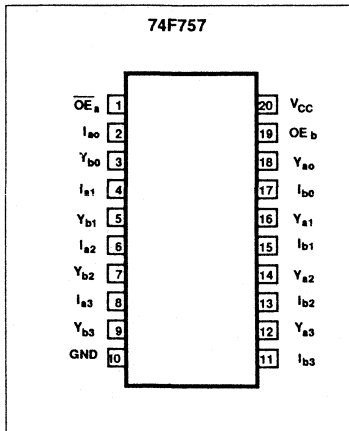 74F757
OEa 1 20 VCC
Iao 2 19 OEb
Yb0 3 18 Yao
Ia1 4 17 Ib0
Yb1 5 16 Ya1
Ia2 6 15 Ib1
Yb2 7 14 Ya2
Ia3 8 13 Ib2
Yb3 9 12 Ya3
GND 10 11 Ib3